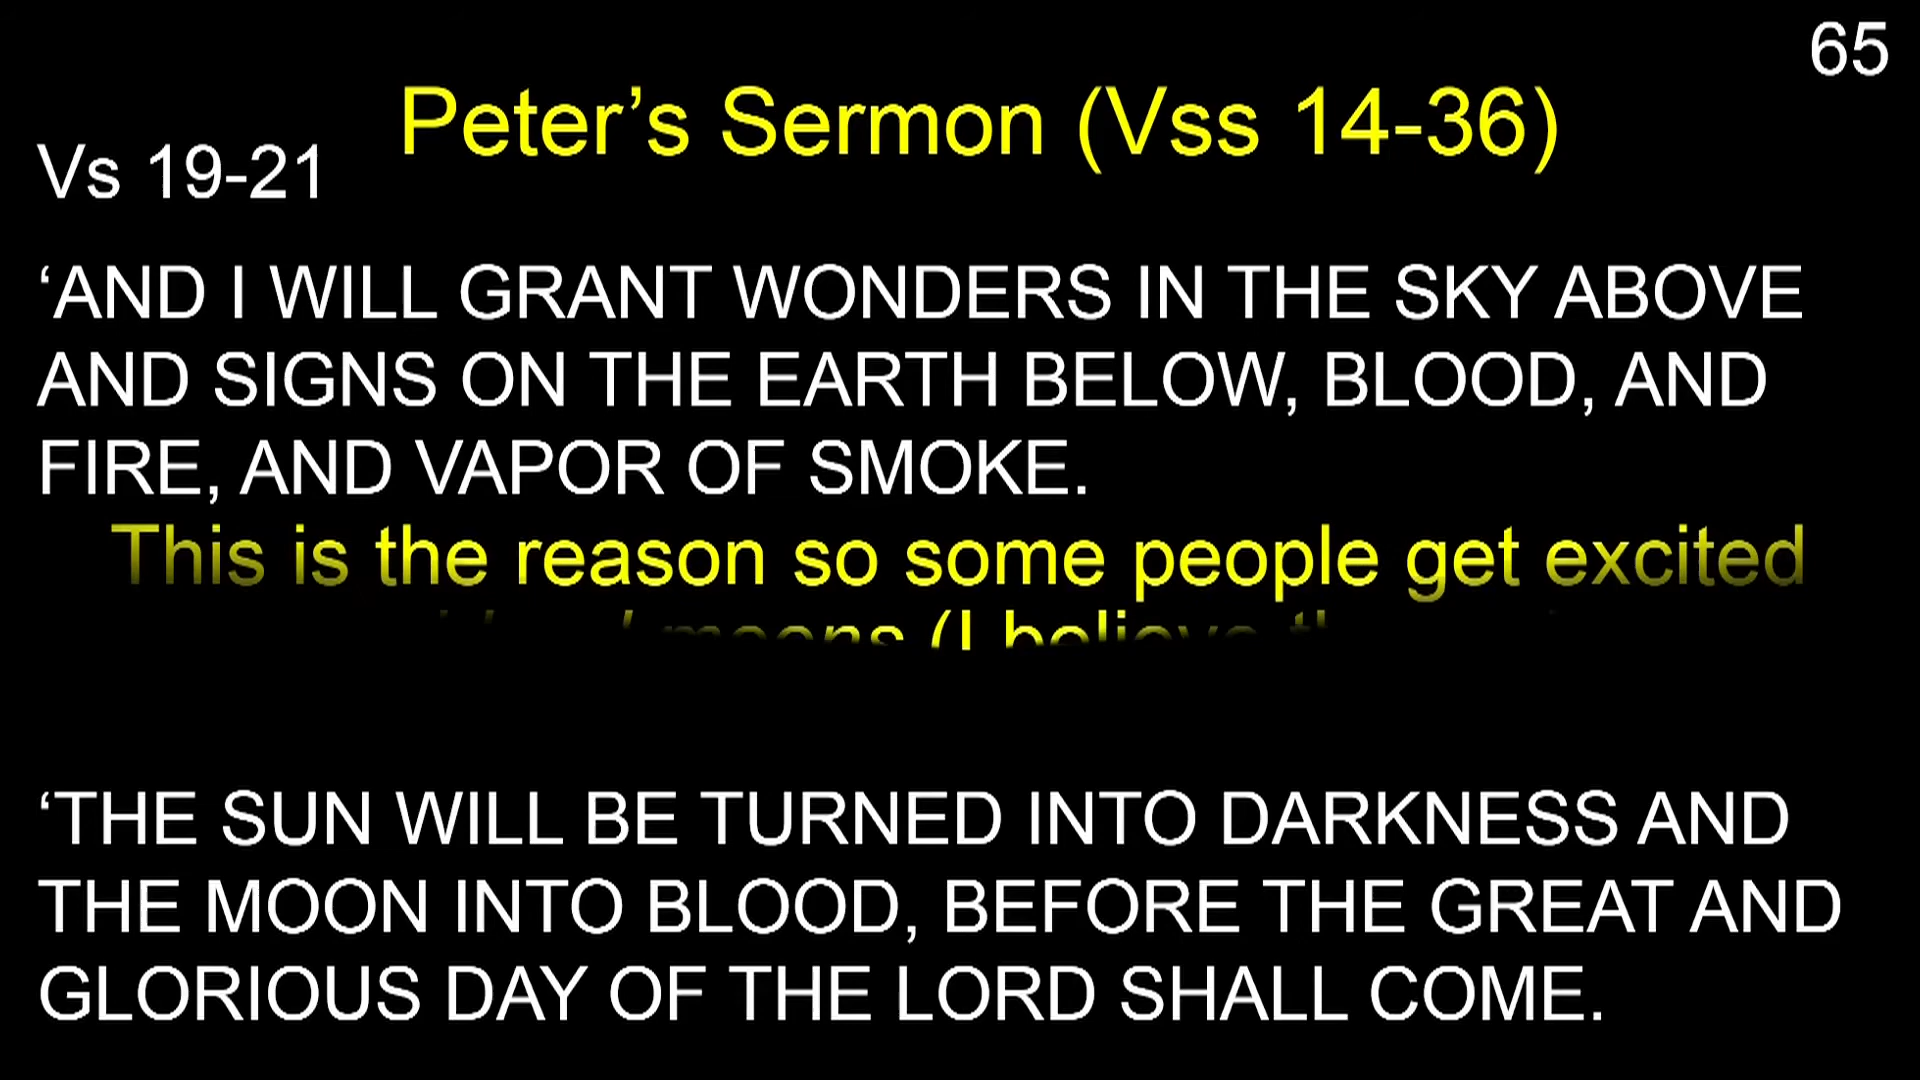 65
Peter’s Sermon (Vss 14-36)
Vs 19-21
‘AND I WILL GRANT WONDERS IN THE SKY ABOVE
AND SIGNS ON THE EARTH BELOW, BLOOD, AND
FIRE, AND VAPOR OF SMOKE.
This is the reason so some people get excited
moons (I believe
‘THE SUN WILL BE TURNED INTO DARKNESS AND
THE MOON INTO BLOOD, BEFORE THE GREAT AND
GLORIOUS DAY OF THE LORD SHALL COME.